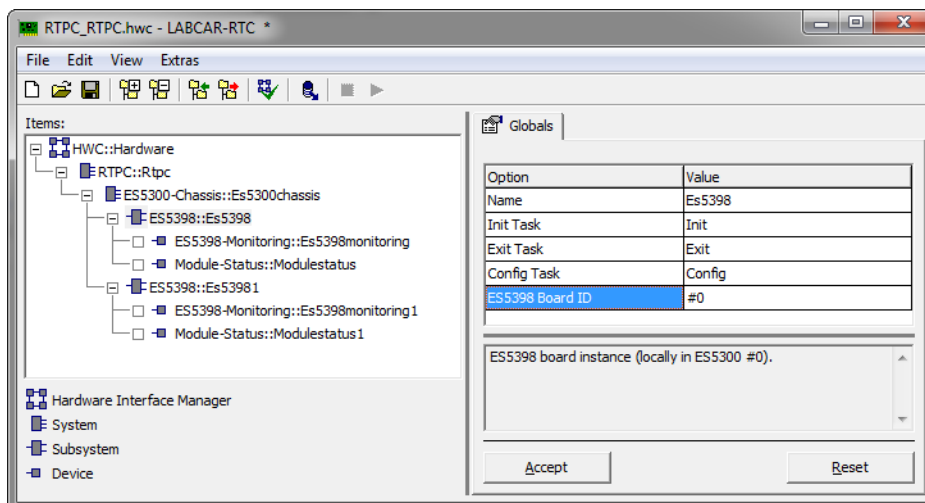 RTPC_RTPC.hwc - LABCAR-RTC *
File Edit View Extras
Items:
HWC::Hardware
RTPC::Rtpc
ES5300-Chassis::Es5300chassis
ES5398::Es5398
ES5398-Monitoring::Es5398monitoring
Module-Status::Modulestatus
ES5398::Es53981
ES5398-Monitoring::Es5398monitoring1
Module-Status::Modulestatus1
Hardware Interface Manager
System
Subsystem
Device
Globals
Option Value
Name Es5398
Init Task Init
Exit Task Exit
Config Task Config
ES5398 Board ID #0
ES5398 board instance (locally in ES5300 #0).
Accept Reset